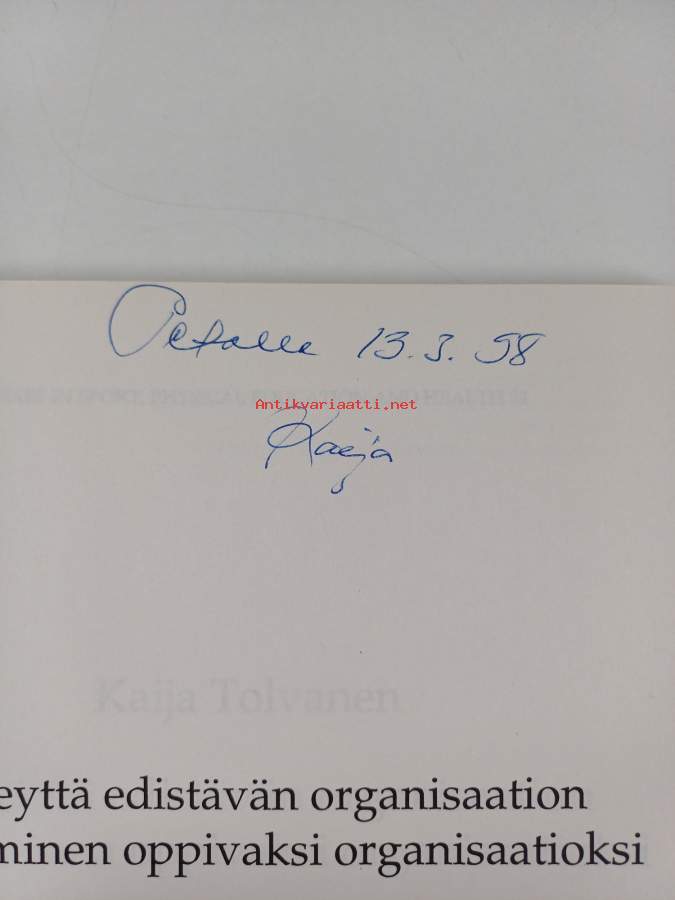 Petalle 13.3.98
Antikvariaatti.net
Kaija
Kaija Tolvanen
eyttä edistävän organisaation
minen oppivaksi organisaatioksi